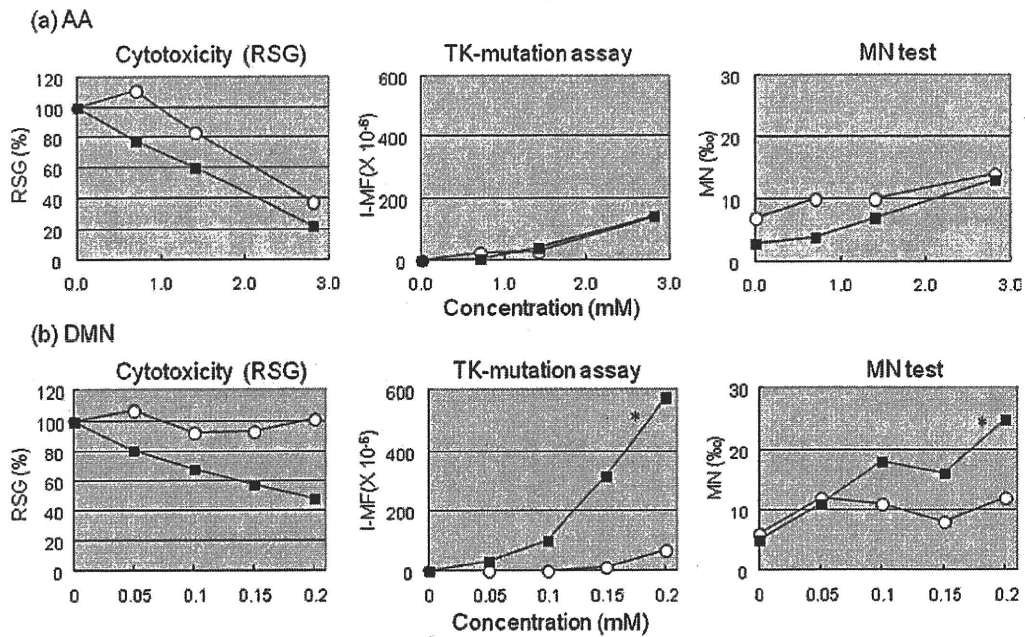 (a) AA
Cytotoxicity (RSG)
TK-mutation assay
MN test
RSG (%)
120
100
80
60
40
20
0
0.0 1.0 2.0 3.0
I-MF(X 10-6)
600
400
200
0
0.0 1.0 2.0 3.0
MN (‰)
30
20
10
0
0.0 1.0 2.0 3.0
Concentration (mM)
(b) DMN
Cytotoxicity (RSG)
TK-mutation assay
MN test
RSG (%)
120
100
80
60
40
20
0
0 0.05 0.1 0.15 0.2
I-MF(X 10-6)
600
400
200
0
*
0 0.05 0.1 0.15 0.2
MN (‰)
30
20
10
0
*
0 0.05 0.1 0.15 0.2
Concentration (mM)